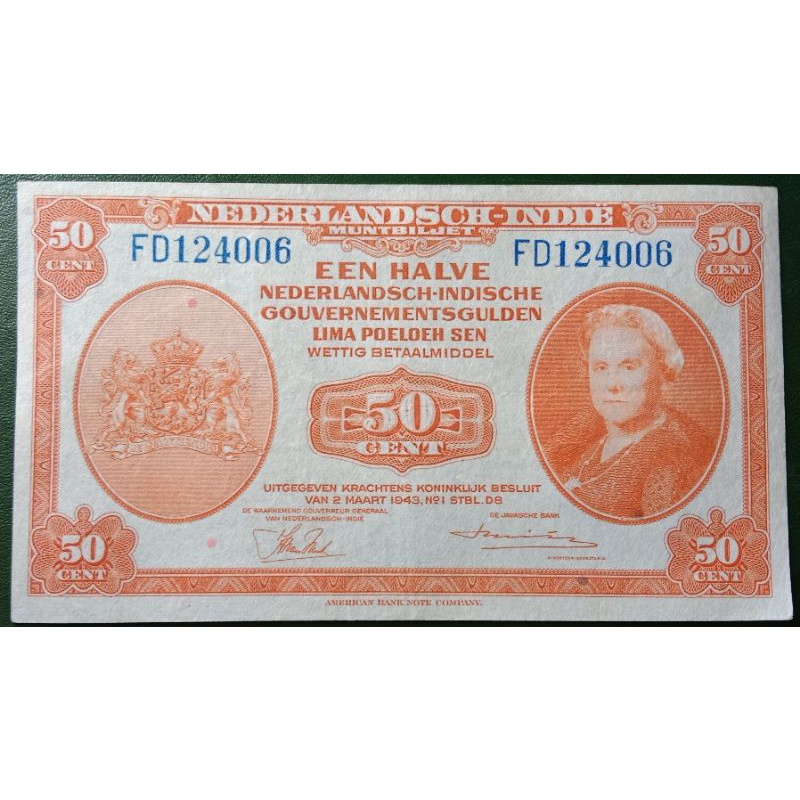 NEDERLANDSCH-INDIË
MUNTBILJET
50
CENT
50
CENT
FD124006
FD124006
EEN HALVE
NEDERLANDSCH-INDISCHE
GOUVERNEMENTSGULDEN
LIMA POELOEH SEN
WETTIG BETAALMIDDEL
50
CENT
UITGEGEVEN KRACHTENS KONINKLIJK BESLUIT
VAN 2 MAART 1943, No 1 STBL. D8
DE WAARNEMEND GOUVERNEUR GENERAAL
VAN NEDERLANDSCH-INDIË
DE JAVASCHE BANK
50
CENT
50
CENT
AMERICAN BANK NOTE COMPANY.